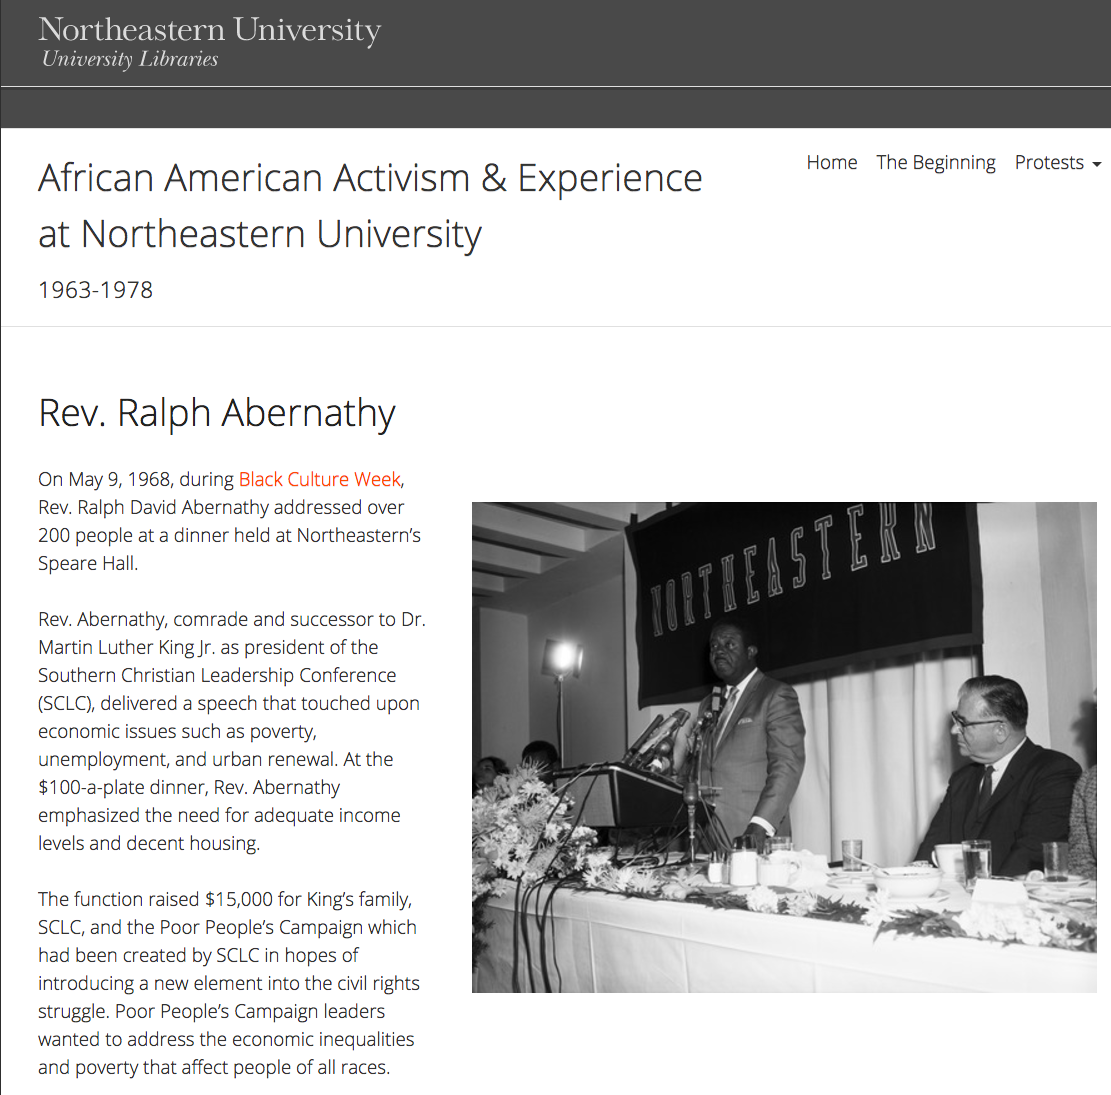 Northeastern University
University Libraries
Home The Beginning Protests
African American Activism & Experience
at Northeastern University
1963-1978
Rev. Ralph Abernathy
On May 9, 1968, during Black Culture Week,
Rev. Ralph David Abernathy addressed over
200 people at a dinner held at Northeastern’s
Speare Hall.
Rev. Abernathy, comrade and successor to Dr.
Martin Luther King Jr. as president of the
Southern Christian Leadership Conference
(SCLC), delivered a speech that touched upon
economic issues such as poverty,
unemployment, and urban renewal. At the
$100-a-plate dinner, Rev. Abernathy
emphasized the need for adequate income
levels and decent housing.
The function raised $15,000 for King’s family,
SCLC, and the Poor People’s Campaign which
had been created by SCLC in hopes of
introducing a new element into the civil rights
struggle. Poor People’s Campaign leaders
wanted to address the economic inequalities
and poverty that affect people of all races.
NORTHEASTERN